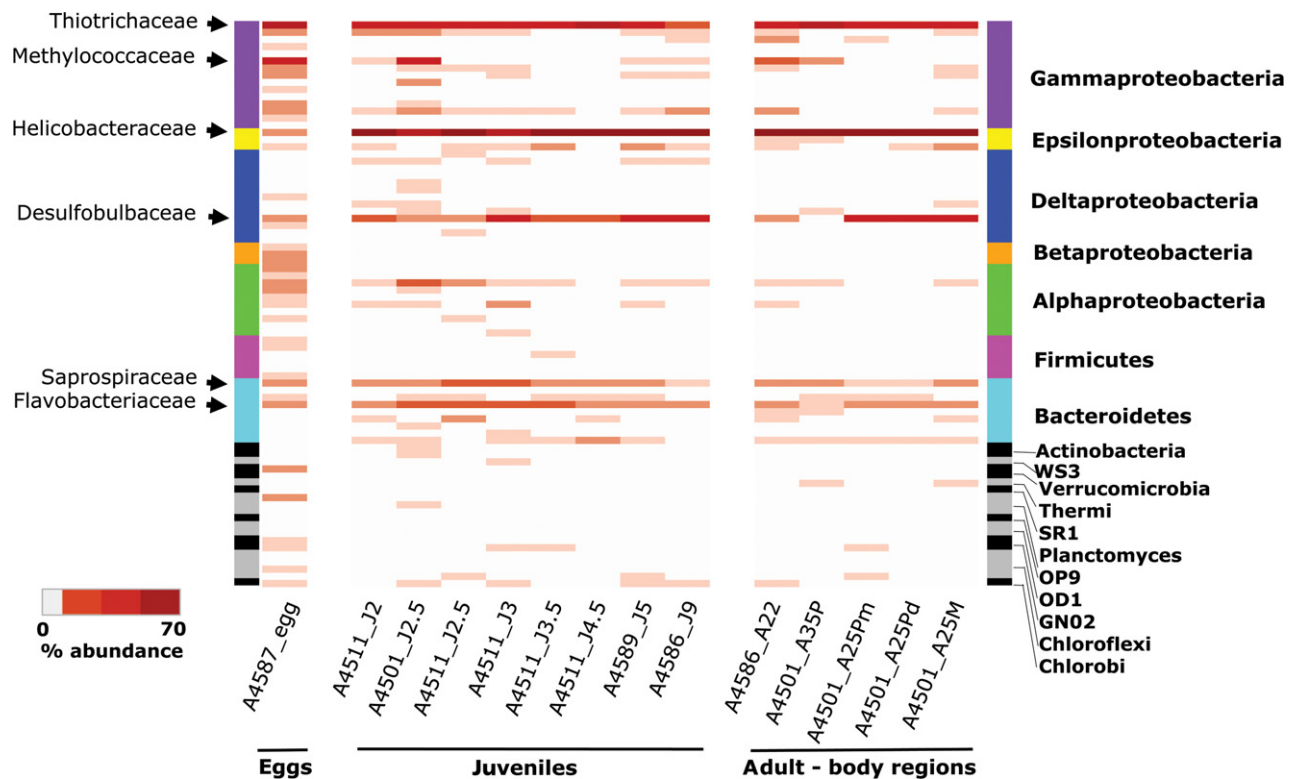 Thiotrichaceae
Methylococcaceae
Helicobacteraceae
Desulfobulbaceae
Saprospiraceae
Flavobacteriaceae
Gammaproteobacteria
Epsilonproteobacteria
Deltaproteobacteria
Betaproteobacteria
Alphaproteobacteria
Firmicutes
Bacteroidetes
Actinobacteria
WS3
Verrucomicrobia
Thermi
SR1
Planctomyces
OP9
OD1
GN02
Chloroflexi
Chlorobi
0 70
% abundance
A4587_egg
A4511_J2
A4501_J2.5
A4511_J2.5
A4511_J3
A4511_J3.5
A4511_J4.5
A4589_J5
A4586_J9
A4586_A22
A4501_A35P
A4501_A25Pm
A4501_A25Pd
A4501_A25M
Eggs
Juveniles
Adult - body regions